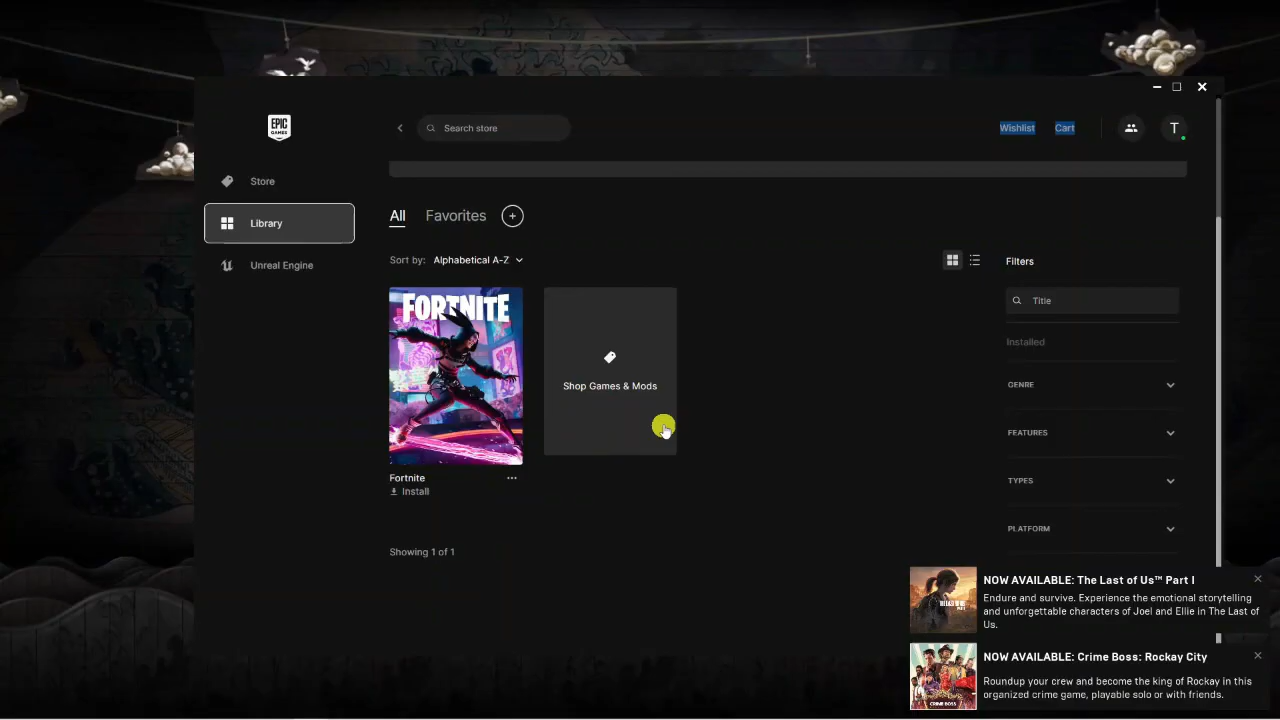 EPIC
GAMES
Search store
Wishlist
Cart
T
Store
Library
Unreal Engine
All
Favorites
Sort by: Alphabetical A-Z
Filters
Title
Installed
GENRE
FEATURES
TYPES
PLATFORM
FORTNITE
Shop Games & Mods
Fortnite
Install
Showing 1 of 1
NOW AVAILABLE: The Last of Us™ Part I
Endure and survive. Experience the emotional storytelling
and unforgettable characters of Joel and Ellie in The Last of
Us.
NOW AVAILABLE: Crime Boss: Rockay City
Roundup your crew and become the king of Rockay in this
organized crime game, playable solo or with friends.
CRIME BOSS